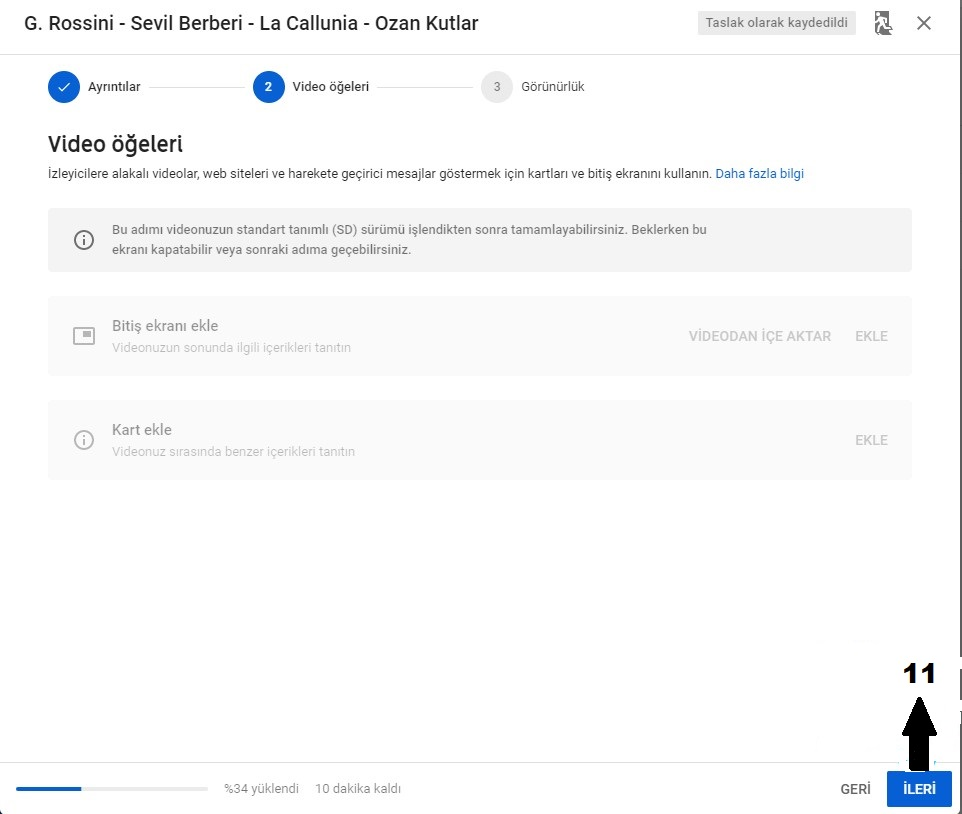 G. Rossini - Sevil Berberi - La Callunia - Ozan Kutlar
Taslak olarak kaydedildi
Ayrıntılar
2 Video öğeleri
3 Görünürlük
Video öğeleri
İzleyicilere alakalı videolar, web siteleri ve harekete geçirici mesajlar göstermek için kartları ve bitiş ekranını kullanın. Daha fazla bilgi
Bu adımı videonuzun standart tanımlı (SD) sürümü işlendikten sonra tamamlayabilirsiniz. Beklerken bu
ekranı kapatabilir veya sonraki adıma geçebilirsiniz.
Bitiş ekranı ekle
Videonuzun sonunda ilgili içerikleri tanıtın
VİDEODAN İÇE AKTAR
EKLE
Kart ekle
Videonuz sırasında benzer içerikleri tanıtın
EKLE
11
%34 yüklendi
10 dakika kaldı
GERİ
İLERİ